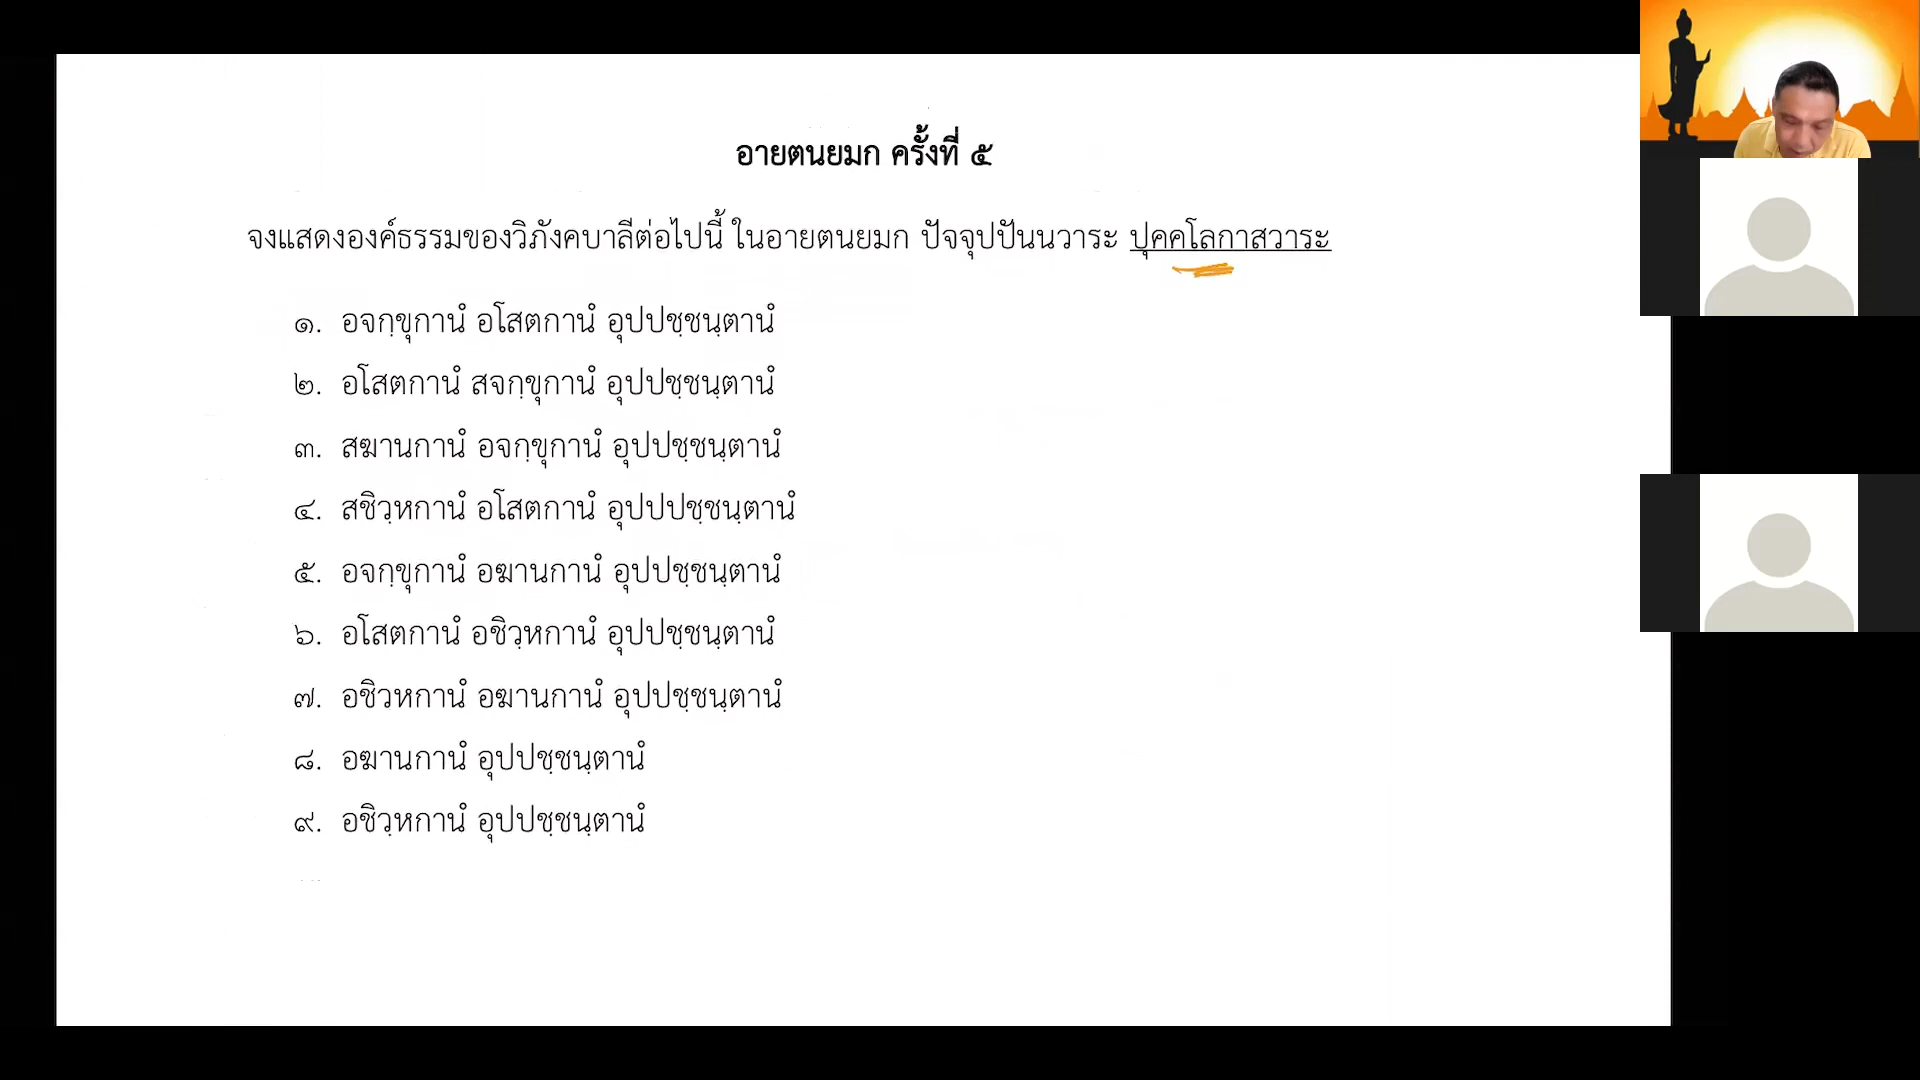 อายตนยมก ครั้งที่ ๕
จงแสดงองค์ธรรมของวิภังคบาลีต่อไปนี้ ในอายตนยมก ปัจจุปปันนวาระ ปุคคโลกาสวาระ
๑. อจกฺขุกานํ อโสตกานํ อุปปชฺชนฺตานํ
๒. อโสตกานํ สจกฺขุกานํ อุปปชฺชนฺตานํ
๓. สฆานกานํ อจกฺขุกานํ อุปปชฺชนฺตานํ
๔. สชิวฺหกานํ อโสตกานํ อุปปปชฺชนฺตานํ
๕. อจกฺขุกานํ อฆานกานํ อุปปชฺชนฺตานํ
๖. อโสตกานํ อชิวฺหกานํ อุปปชฺชนฺตานํ
๗. อชิวหกานํ อฆานกานํ อุปปชฺชนฺตานํ
๘. อฆานกานํ อุปปชฺชนฺตานํ
๙. อชิวฺหกานํ อุปปชฺชนฺตานํ